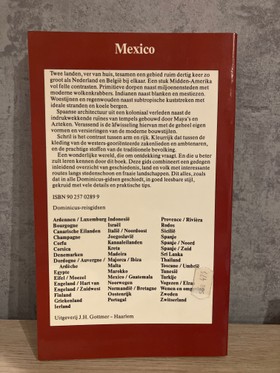 Mexico
Twee landen, ver van huis, tesamen een gebied ruim dertig keer zo
groot als Nederland en België bij elkaar. Een stuk Midden-Amerika
vol felle contrasten. Primitieve dorpen naast miljoenensteden met
moderne wolkenkrabbers. Indianen naast blanken en mestiezen.
Woestijnen en regenwouden naast subtropische kuststreken met
ideale stranden en koele bergen.
Spaanse architectuur uit een koloniaal verleden naast de
indrukwekkende ruïnes van tempels gebouwd door Maya's en
Azteken. Verassend is de afwisseling hiervan met de geheel eigen
vormen en versieringen van de moderne bouwstijlen.
Schril is het contrast tussen arm en rijk. Kleurrijk dat tussen de
kleding van de westers-georiënteerde zakenlieden en ambtenaren,
en de prachtige stoffen van de traditionele bevolking.
Een wonderlijke wereld, die om ontdekking vraagt. En die u beter
zult leren kennen door dit boek. Deze gids combineert een gedegen
inleidend overzicht van geschiedenis, land en volk met interessante
routes langs stedenschoon en fraaie landschappen. Dit alles, zoals
dat in alle Dominicus-gidsen geschiedt, in goed leesbare stijl,
gekruid met vele details en praktische tips.
ISBN 90 257 0289 9
Dominicus-reisgidsen
Ardennen / Luxemburg
Bourgogne
Canarische Eilanden
Champagne
Corfu
Corsica
Denemarken
Dordogne / Auvergne /
Ardèche
Egypte
Eifel / Moezel
Engeland / Hart van
Engeland / Zuidwest
Finland
Griekenland
Ierland
Indonesië
Israël
Italië / Noordoost
Joegoslavië
Kanaaleilanden
Kreta
Madeira
Majorca
Malta
Marokko
Mexico / Guatemala
Noorwegen
Normandië / Bretagne
Oostenrijk
Portugal
Provence / Rivièra
Rodos
Sicilië
Spanje
Spanje / Noord
Spanje / Zuid
Sri Lanka
Thailand
Toscane / Umbrië
Tunesië
Turkije
Vogezen / Elzas
Wenen en omgeving
Zweden
Zwitserland
Uitgeverij J.H. Gottmer – Haarlem